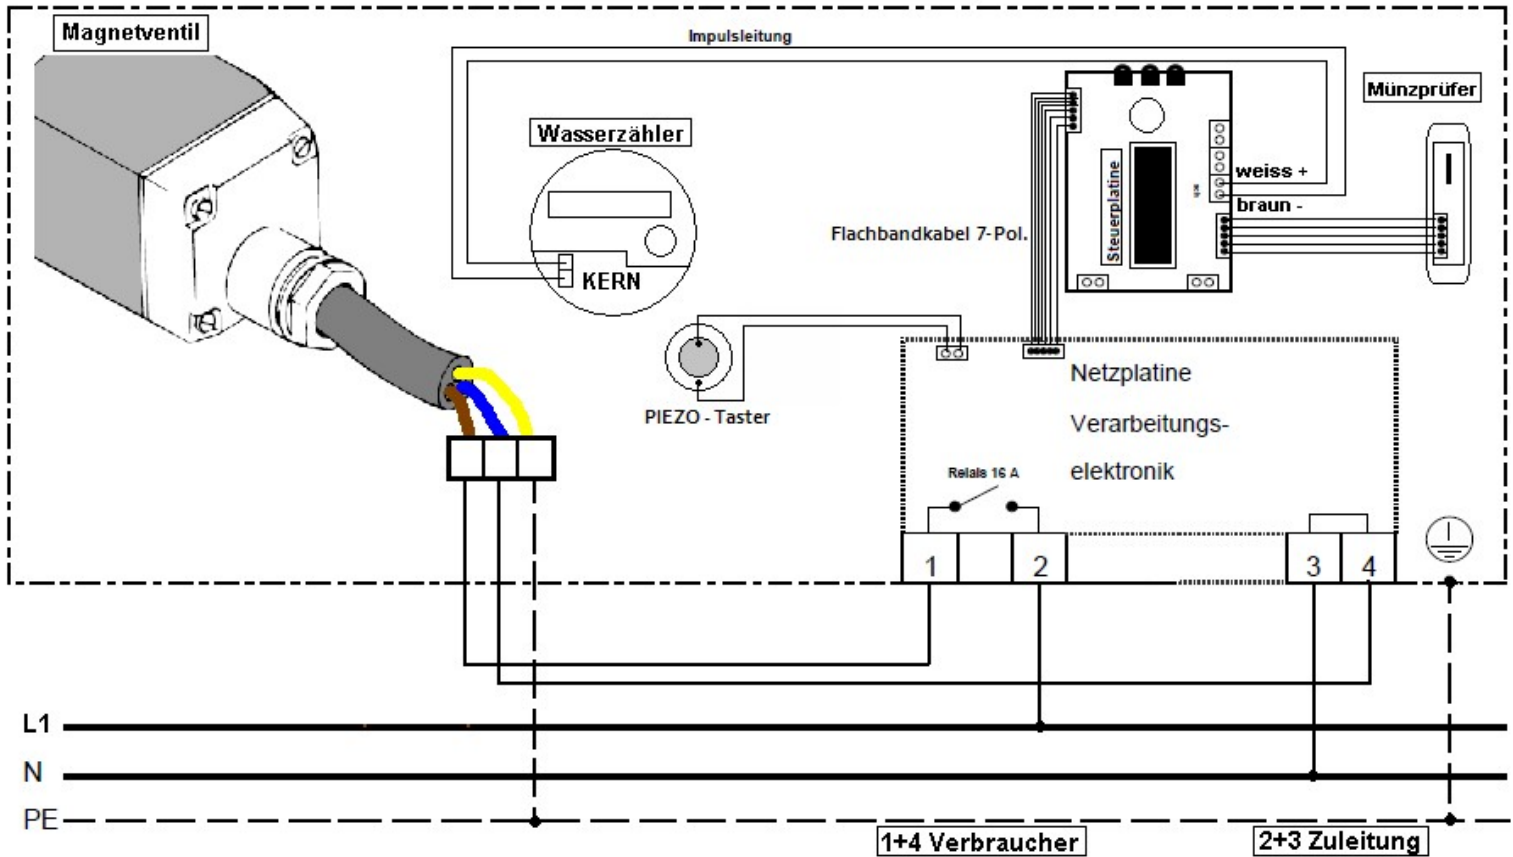 Magnetventil
Impulsleitung
Münzprüfer
Wasserzähler
weiss +
Steuerplatine
braun -
Flachbandkabel 7-Pol.
KERN
Netzplatine
PIEZO - Taster
Verarbeitungs-
elektronik
Relais 16 A
1
2
3
4
L1
N
PE
1+4 Verbraucher
2+3 Zuleitung